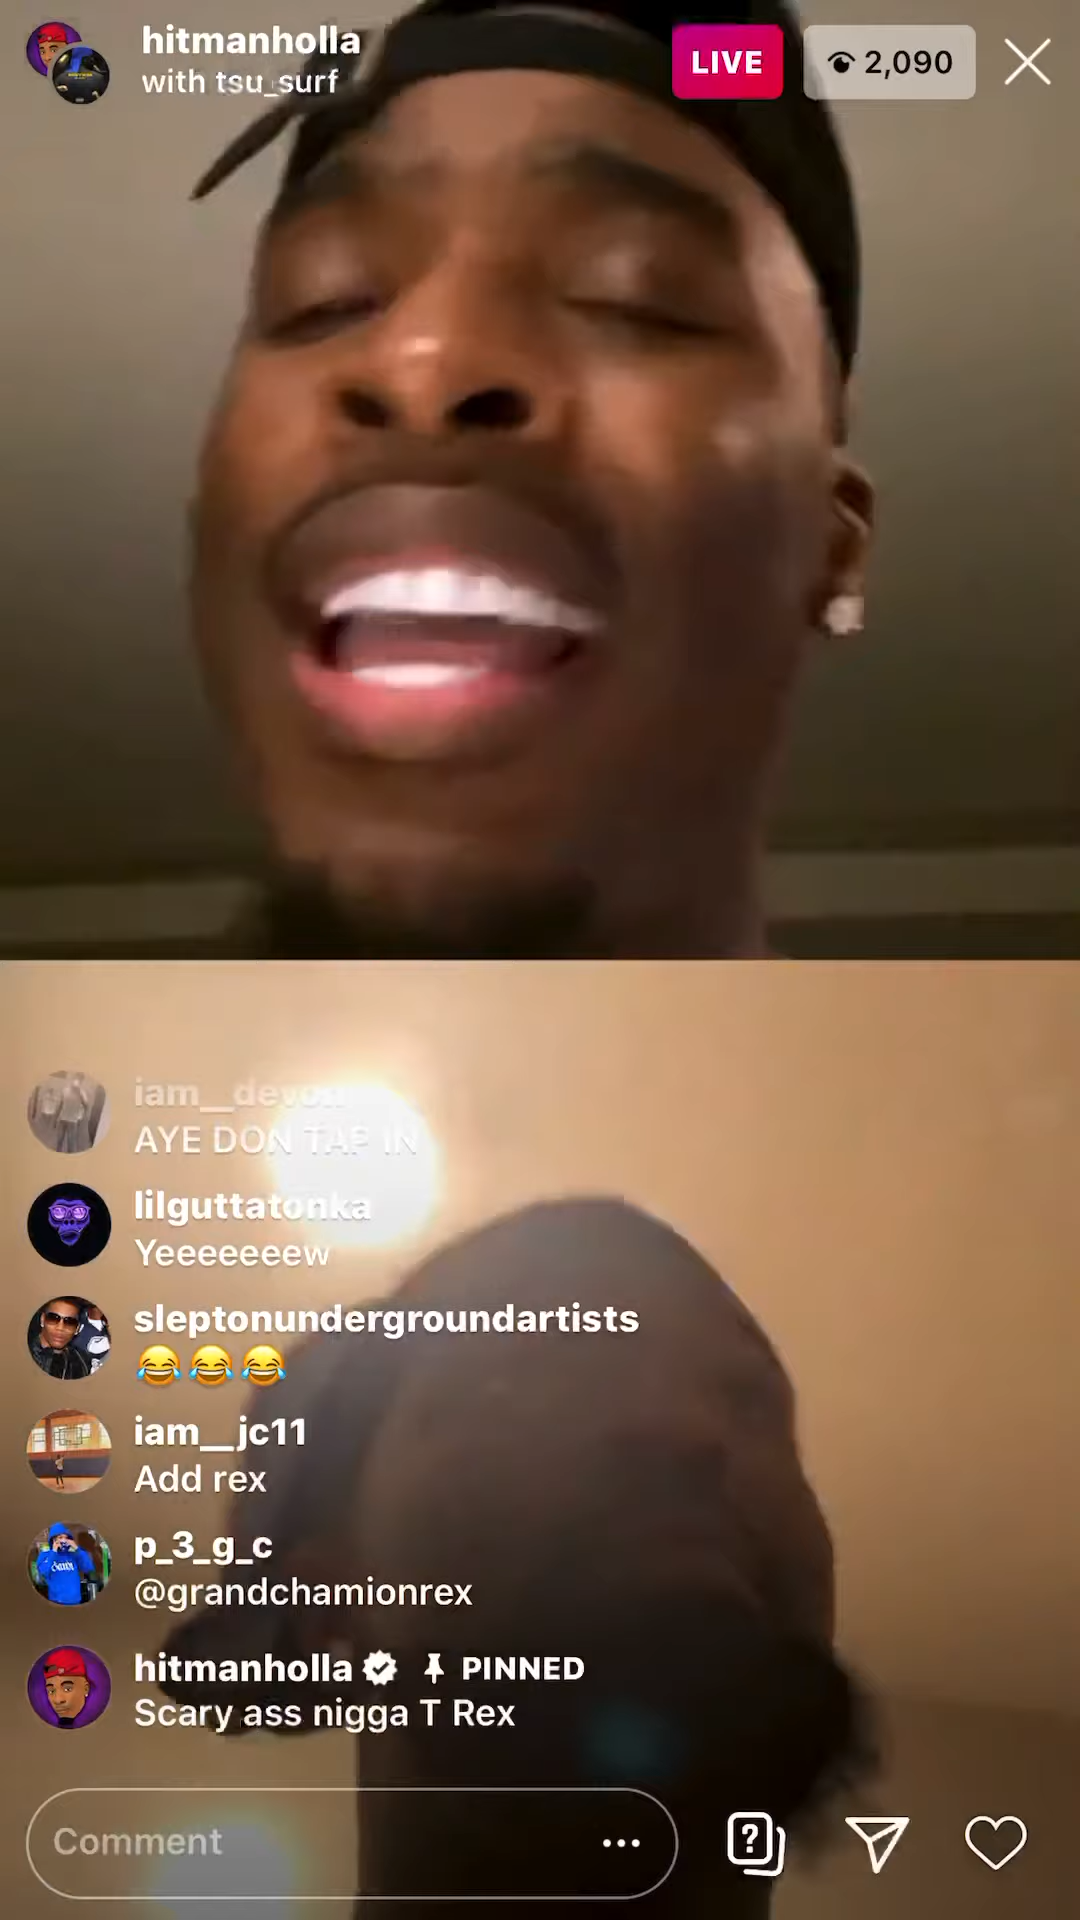 hitmanholla
with tsu_surf
LIVE
2,090
iam__devon
AYE DON TAP IN
lilguttatonka
Yeeeeeeew
sleptonundergroundartists
😂😂😂
iam__jc11
Add rex
p_3_g_c
@grandchamionrex
hitmanholla PINNED
Scary ass nigga T Rex
Comment